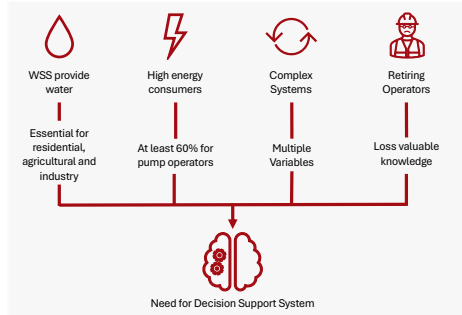 WSS provide
water
High energy
consumers
Complex
Systems
Retiring
Operators
Essential for
residential,
agricultural and
industry
At least 60% for
pump operators
Multiple
Variables
Loss valuable
knowledge
Need for Decision Support System